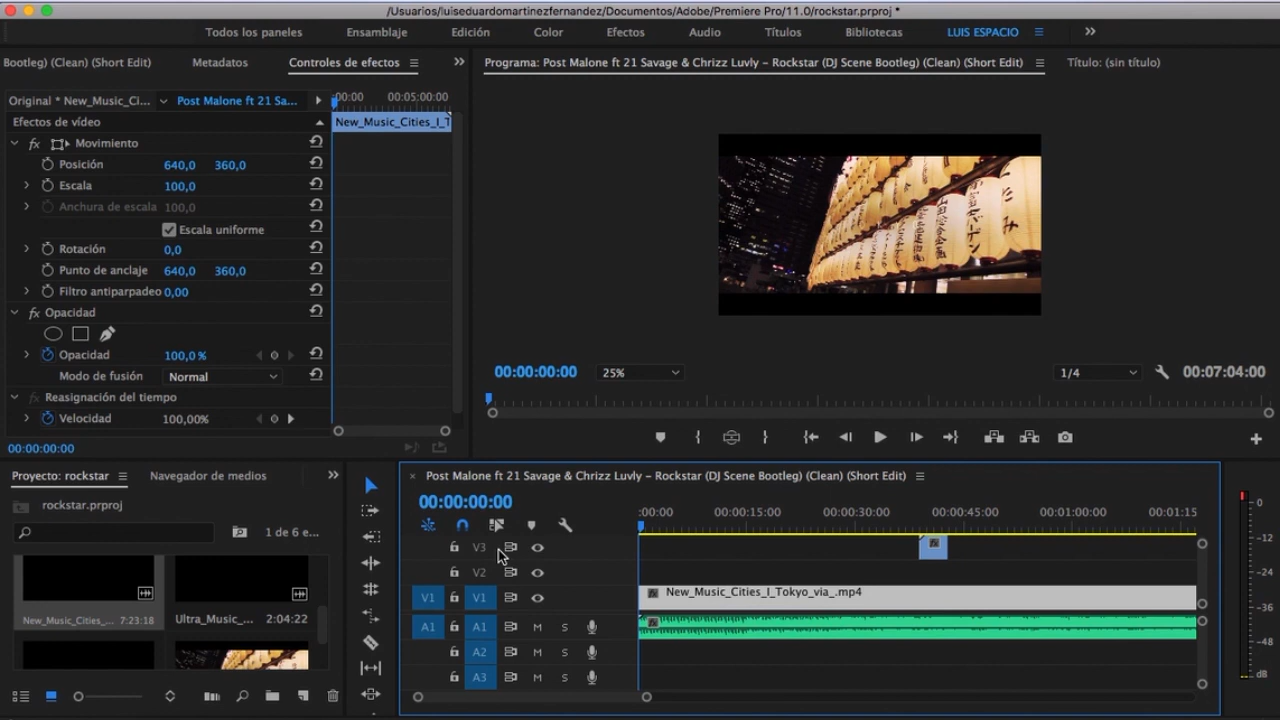 /Usuarios/luiseduardomartinezfernandez/Documentos/Adobe/Premiere Pro/11.0/rockstar.prproj *
Todos los paneles Ensamblaje Edición Color Efectos Audio Títulos Bibliotecas LUIS ESPACIO
Bootleg) (Clean) (Short Edit) Metadatos Controles de efectos
Programa: Post Malone ft 21 Savage & Chrizz Luvly – Rockstar (DJ Scene Bootleg) (Clean) (Short Edit) Título: (sin título)
Original * New_Music_Ci... Post Malone ft 21 Sa... :00:00 00:05:00:00
Efectos de vídeo New_Music_Cities_I_T
fx Movimiento
Posición 640,0 360,0
Escala 100,0
Anchura de escala 100,0
Escala uniforme
Rotación 0,0
Punto de anclaje 640,0 360,0
Filtro antiparpadeo 0,00
fx Opacidad
Opacidad 100,0 %
Modo de fusión Normal
fx Reasignación del tiempo
Velocidad 100,00%
00:00:00:00
00:00:00:00 25% 1/4 00:07:04:00
Proyecto: rockstar Navegador de medios
rockstar.prproj
1 de 6 e...
New_Music_Cities_... 7:23:18 Ultra_Music_... 2:04:22
Post Malone ft 21 Savage & Chrizz Luvly – Rockstar (DJ Scene Bootleg) (Clean) (Short Edit)
00:00:00:00
:00:00 00:00:15:00 00:00:30:00 00:00:45:00 00:01:00:00 00:01:15
V3
V2
V1 V1 New_Music_Cities_I_Tokyo_via_.mp4
A1 A1 M S
A2 M S
A3 M S
0
-12
-24
-36
-48
dB